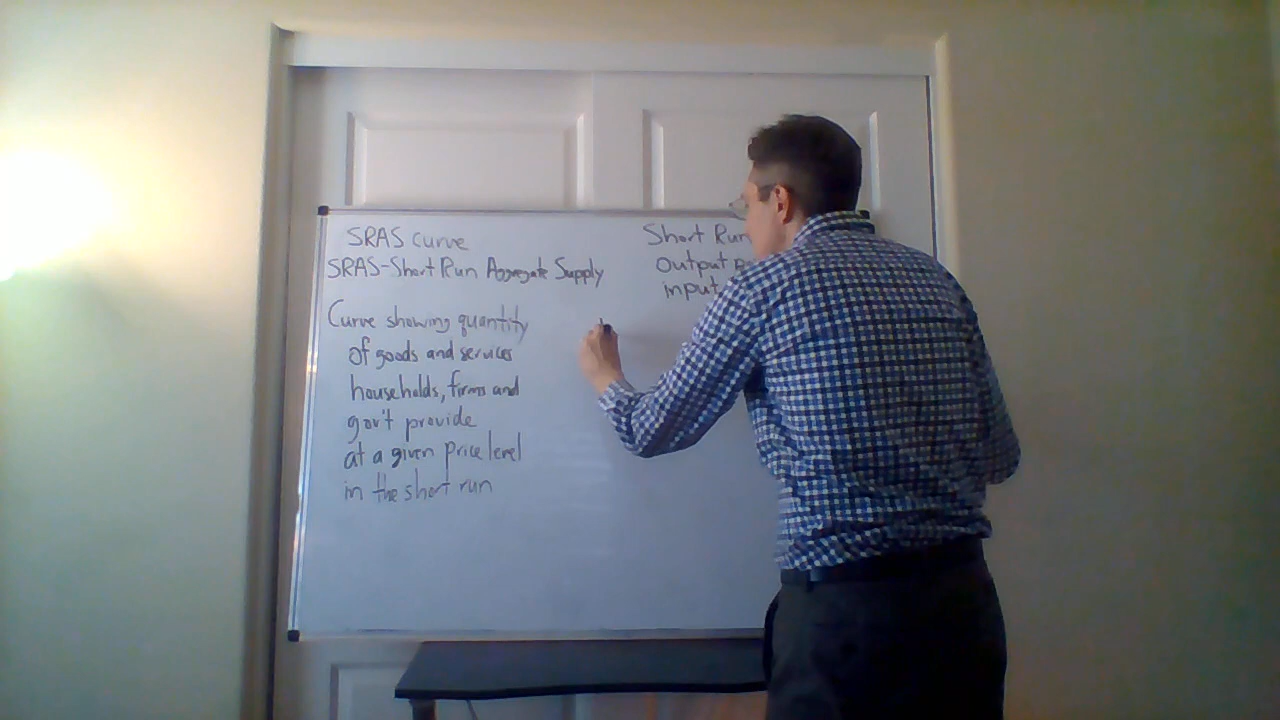 SRAS Curve
SRAS-Short Run Aggregate Supply
Curve showing quantity
of goods and services
households, firms and
gov't provide
at a given price level
in the short run
Short Run
output
input